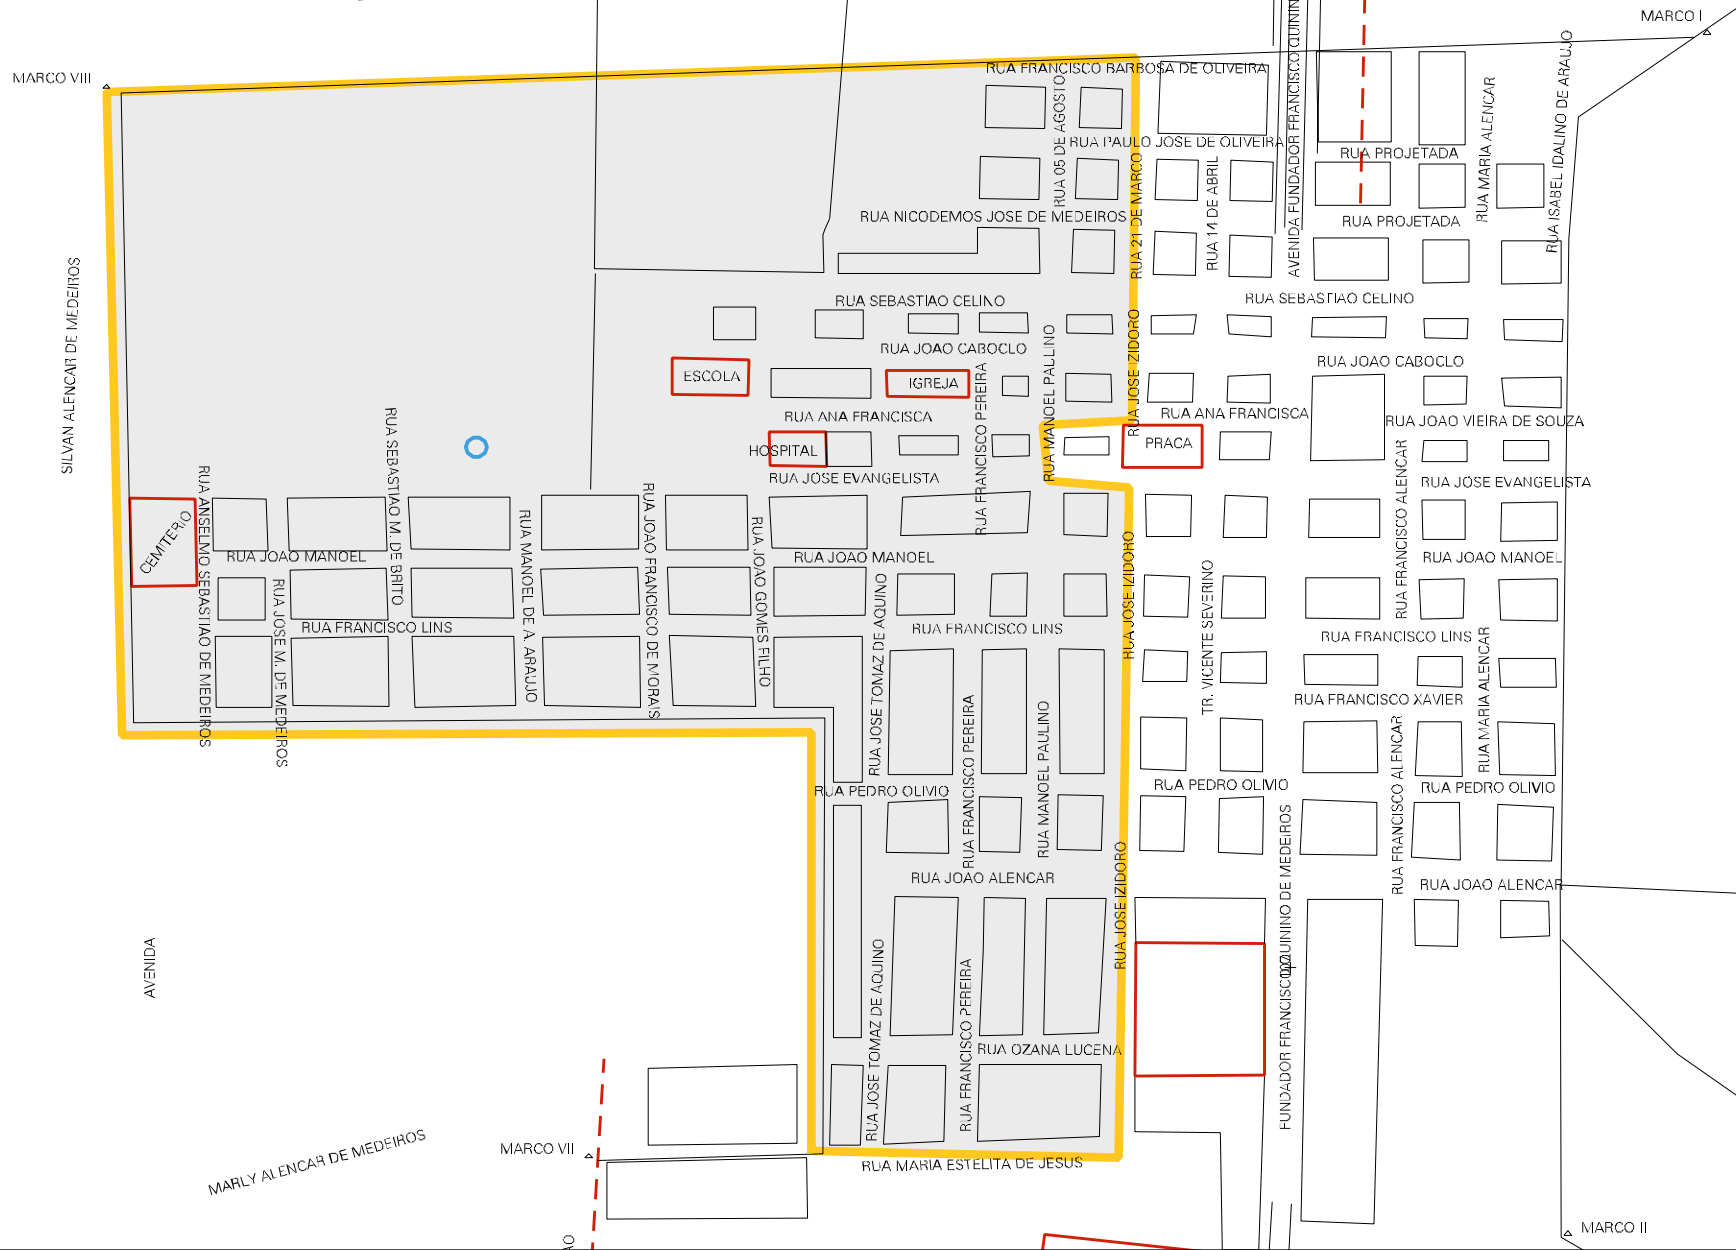 MARCO I
MARCO VIII
RUA FRANCISCO BARBOSA DE OLIVEIRA
RUA 05 DE AGOSTO
RUA PAULO JOSE DE OLIVEIRA
AVENIDA FUNDADOR FRANCISCO QUININ
RUA PROJETADA
RUA MARIA ALENCAR
RUA ISABEL IDALINO DE ARAUJO
RUA 21 DE MARCO
RUA 14 DE ABRIL
RUA NICODEMOS JOSE DE MEDEIROS
RUA PROJETADA
SILVAN ALENCAR DE MEDEIROS
RUA SEBASTIAO CELINO
RUA SEBASTIAO CELINO
RUA JOAO CABOCLO
RUA JOAO CABOCLO
RUA MANOEL PALLINO
RUA JOSE IZIDORO
ESCOLA
IGREJA
RUA FRANCISCO PEREIRA
RUA ANA FRANCISCA
RUA ANA FRANCISCA
RUA JOAO VIEIRA DE SOUZA
HOSPITAL
PRACA
RUA JOSE EVANGELISTA
RUA JOSE EVANGELISTA
CEMITERIO
RUA ANSELMO SEBASTIAO DE MEDEIROS
RUA SEBASTIAO M. DE BRITO
RUA MANOEL DE A. ARAUJO
RUA JOAO FRANCISCO DE MORAIS
RUA JOAO GOMES FILHO
RUA FRANCISCO ALENCAR
RUA JOAO MANOEL
RUA JOAO MANOEL
RUA JOAO MANOEL
RUA JOSE M. DE MEDEIROS
RUA JOSE TOMAZ DE AQUINO
RUA JOSE IZIDORO
TR. VICENTE SEVERINO
RUA FRANCISCO LINS
RUA FRANCISCO LINS
RUA FRANCISCO LINS
RUA MARIA ALENCAR
RUA FRANCISCO XAVIER
RUA FRANCISCO PEREIRA
RUA MANOEL PAULINO
RUA FRANCISCO ALENCAR
RUA PEDRO OLIVIO
RUA PEDRO OLIVIO
RUA PEDRO OLIVIO
RUA JOSE IZIDORO
RUA JOAO ALENCAR
RUA JOAO ALENCAR
AVENIDA
RUA JOSE TOMAZ DE AQUINO
RUA FRANCISCO PEREIRA
FUNDADOR FRANCISCO QUININO DE MEDEIROS
RUA OZANA LUCENA
MARLY ALENCAR DE MEDEIROS
MARCO VII
RUA MARIA ESTELITA DE JESUS
MARCO II
AO